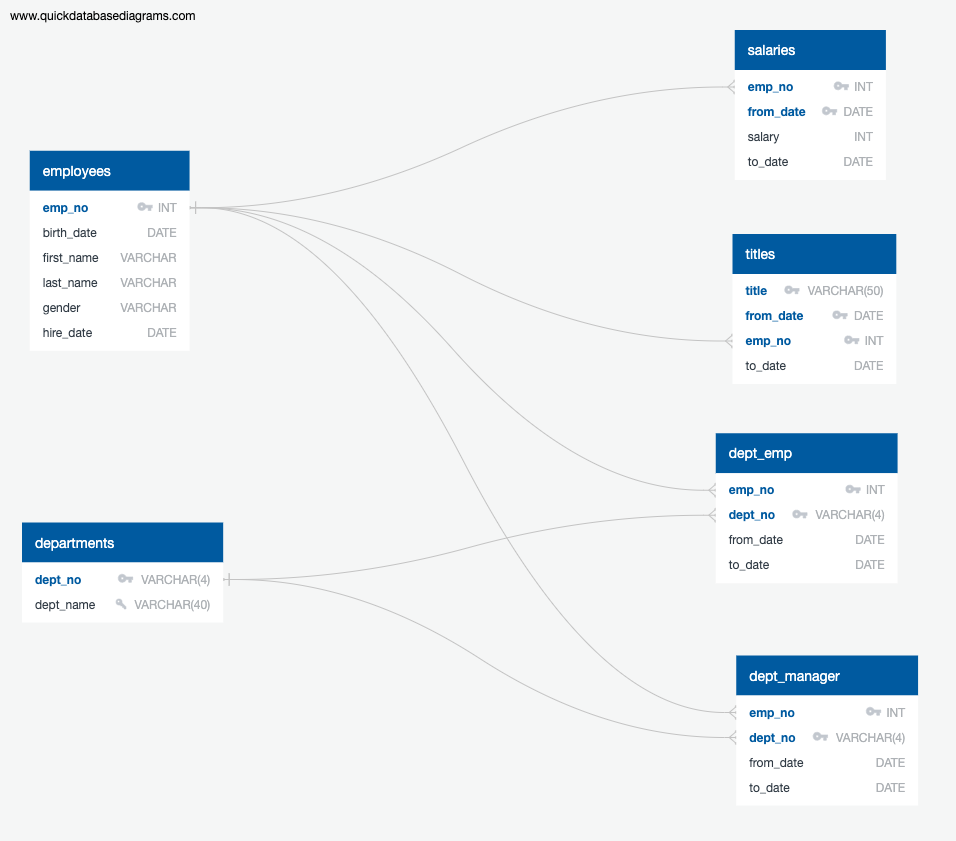 www.quickdatabasediagrams.com
employees
emp_no INT
birth_date DATE
first_name VARCHAR
last_name VARCHAR
gender VARCHAR
hire_date DATE
departments
dept_no VARCHAR(4)
dept_name VARCHAR(40)
salaries
emp_no INT
from_date DATE
salary INT
to_date DATE
titles
title VARCHAR(50)
from_date DATE
emp_no INT
to_date DATE
dept_emp
emp_no INT
dept_no VARCHAR(4)
from_date DATE
to_date DATE
dept_manager
emp_no INT
dept_no VARCHAR(4)
from_date DATE
to_date DATE